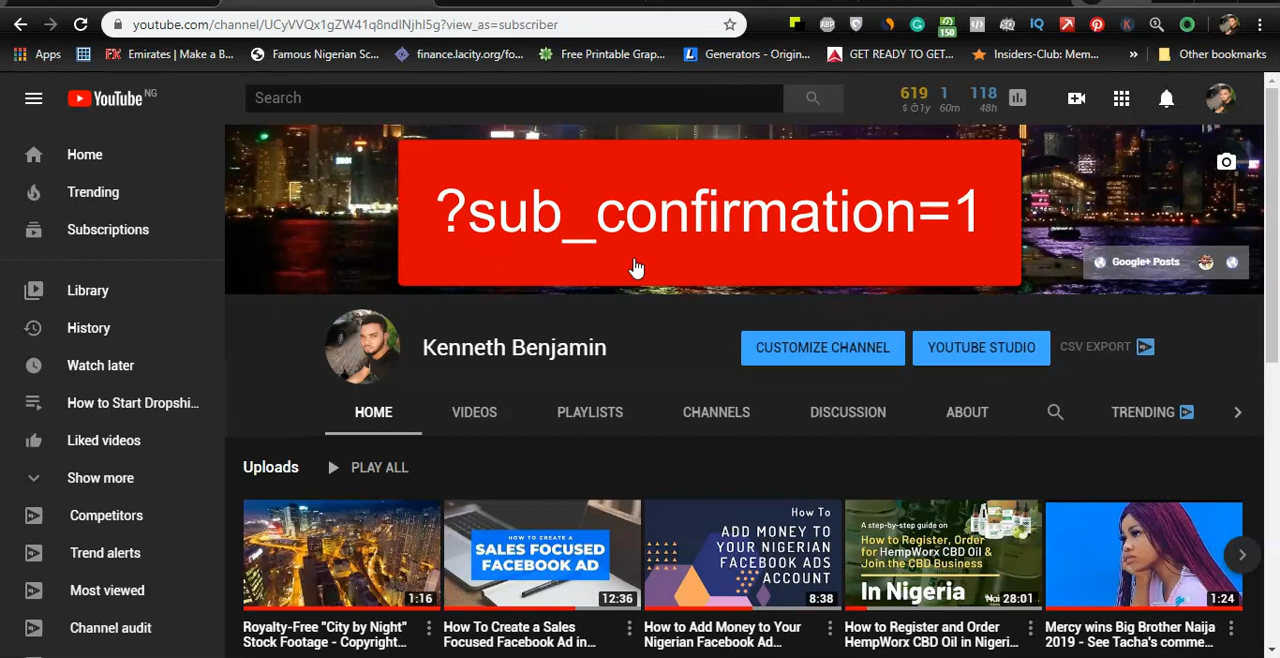 youtube.com/channel/UCyVVQx1gZW41q8ndINjhI5g?view_as=subscriber
Apps
Emirates | Make a B...
Famous Nigerian Sc...
finance.lacity.org/fo...
Free Printable Grap...
Generators - Origin...
GET READY TO GET...
Insiders-Club: Mem...
»
Other bookmarks
YouTube NG
Search
619 1 118
$ 1y 60m 48h
Home
Trending
Subscriptions
Library
History
Watch later
How to Start Dropshi...
Liked videos
Show more
Competitors
Trend alerts
Most viewed
Channel audit
?sub_confirmation=1
Google+ Posts
Kenneth Benjamin
CUSTOMIZE CHANNEL
YOUTUBE STUDIO
CSV EXPORT
HOME VIDEOS PLAYLISTS CHANNELS DISCUSSION ABOUT TRENDING
Uploads
PLAY ALL
1:16
HOW TO CREATE A
SALES FOCUSED
FACEBOOK AD
12:36
How To
ADD MONEY TO
YOUR NIGERIAN
FACEBOOK ADS
ACCOUNT
8:38
A step-by-step guide on
How to Register, Order
for HempWorx CBD Oil &
Join the CBD Business
In Nigeria
28:01
1:24
Royalty-Free "City by Night"
Stock Footage - Copyright...
How To Create a Sales
Focused Facebook Ad in...
How to Add Money to Your
Nigerian Facebook Ad...
How to Register and Order
HempWorx CBD Oil in Nigeri...
Mercy wins Big Brother Naija
2019 - See Tacha's comme...